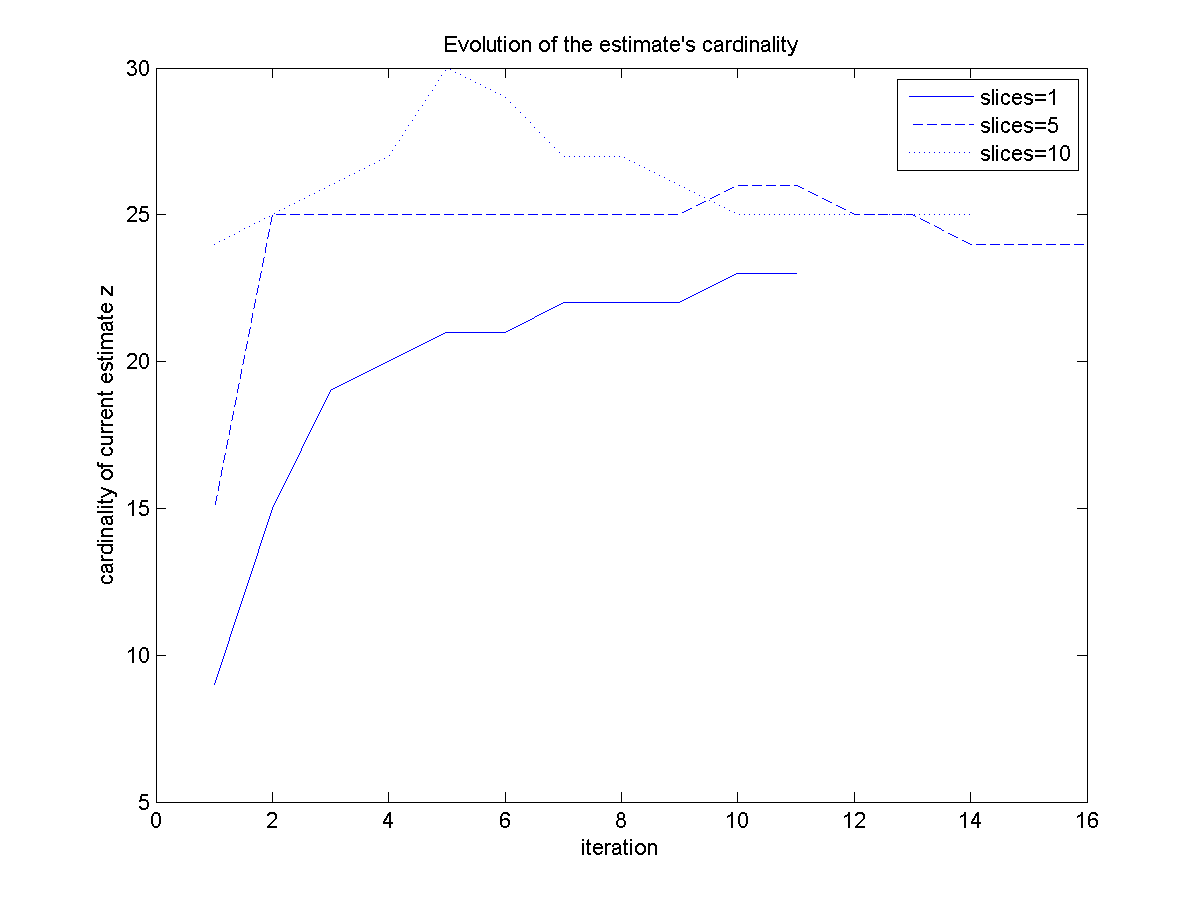 Evolution of the estimate's cardinality
slices=1
slices=5
slices=10
cardinality of current estimate z
30
25
20
15
10
5
0 2 4 6 8 10 12 14 16
iteration